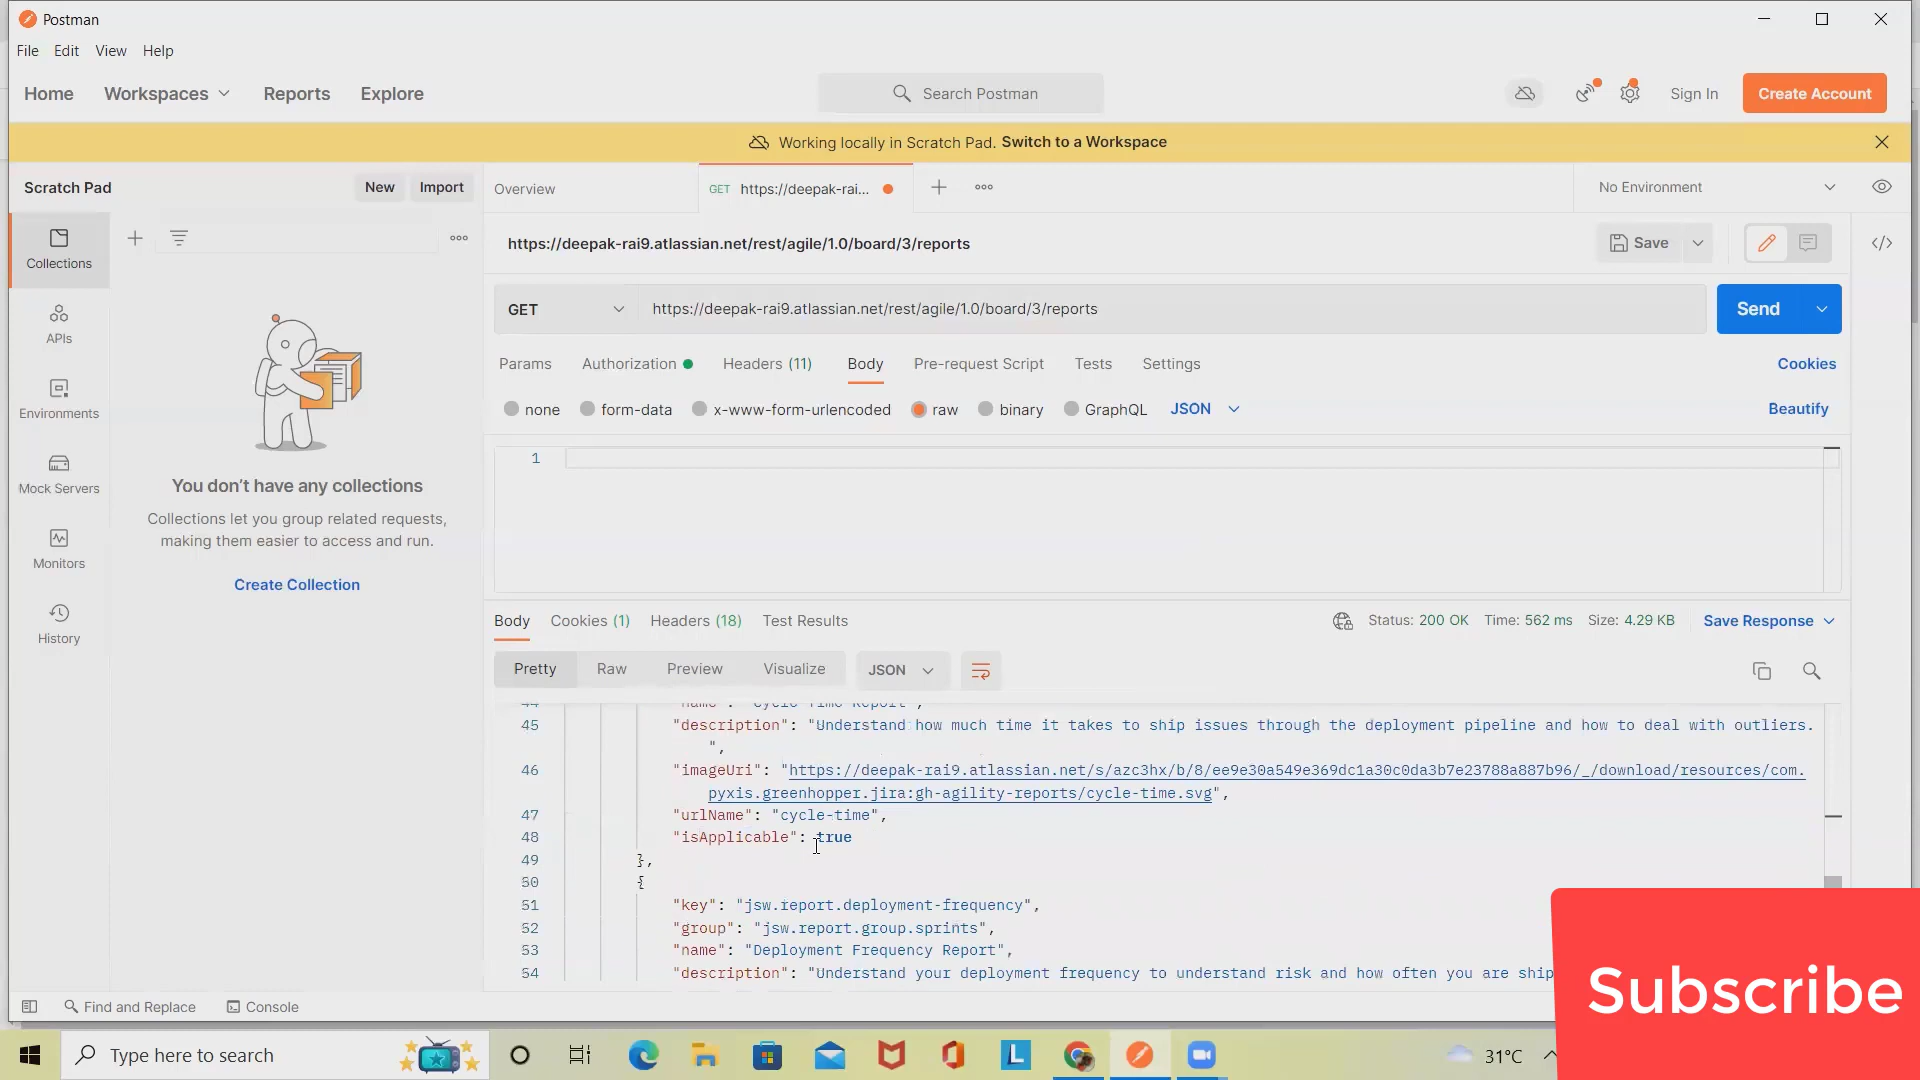 Postman
File Edit View Help
Home Workspaces Reports Explore Search Postman Sign In Create Account
Working locally in Scratch Pad. Switch to a Workspace
Scratch Pad New Import Overview GET https://deepak-rai... No Environment
https://deepak-rai9.atlassian.net/rest/agile/1.0/board/3/reports Save
Collections
GET https://deepak-rai9.atlassian.net/rest/agile/1.0/board/3/reports Send
APIs
Params Authorization Headers (11) Body Pre-request Script Tests Settings Cookies
Environments
none form-data x-www-form-urlencoded raw binary GraphQL JSON Beautify
1
Mock Servers
You don't have any collections
Collections let you group related requests,
making them easier to access and run.
Monitors
Create Collection
History
Body Cookies (1) Headers (18) Test Results Status: 200 OK Time: 562 ms Size: 4.29 KB Save Response
Pretty Raw Preview Visualize JSON
44 "name": "Cycle Time Report",
45 "description": "Understand how much time it takes to ship issues through the deployment pipeline and how to deal with outliers.
",
46 "imageUri": "https://deepak-rai9.atlassian.net/s/azc3hx/b/8/ee9e30a549e369dc1a30c0da3b7e23788a887b96/_/download/resources/com.
pyxis.greenhopper.jira:gh-agility-reports/cycle-time.svg",
47 "urlName": "cycle-time",
48 "isApplicable": true
49 },
50 {
51 "key": "jsw.report.deployment-frequency",
52 "group": "jsw.report.group.sprints",
53 "name": "Deployment Frequency Report",
54 "description": "Understand your deployment frequency to understand risk and how often you are ship
Subscribe
Find and Replace Console
Type here to search 31°C